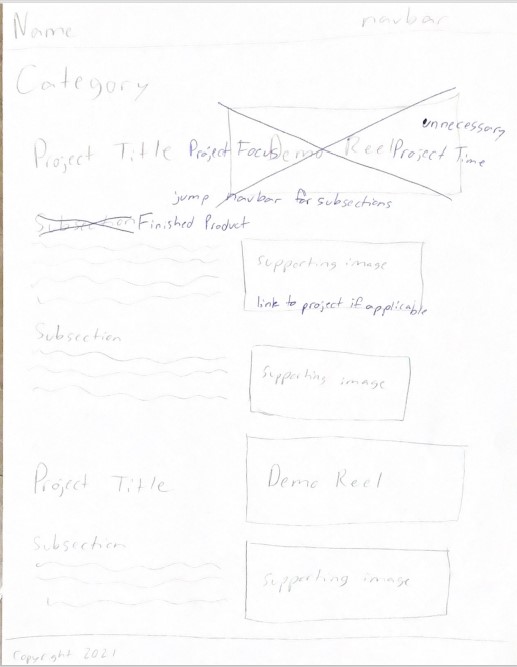 Name navbar
Category
unnecessary
Project Title Project Focus Demo Reel Project Time
jump navbar for subsections
Subsection Finished Product
Supporting image
link to project if applicable
Subsection
Supporting image
Project Title Demo Reel
Subsection
Supporting image
Copyright 2021